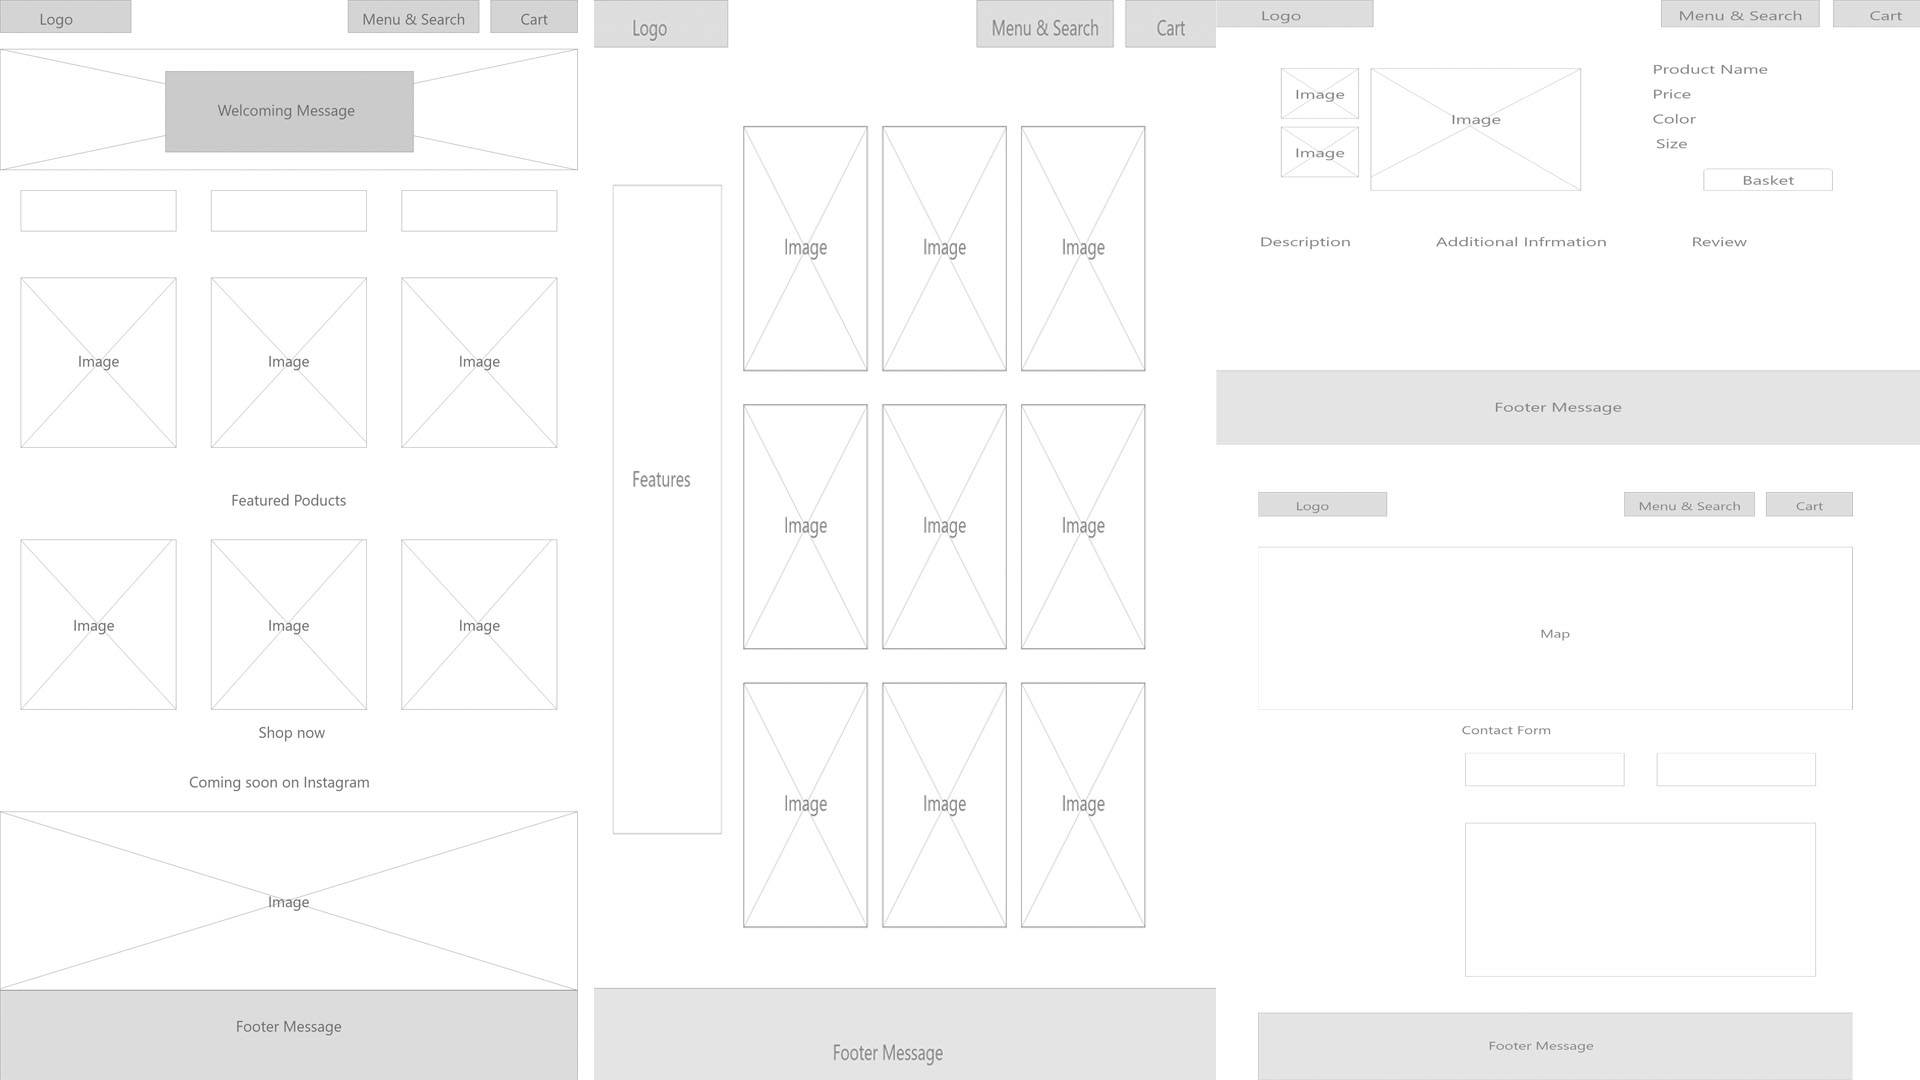 Logo
Menu & Search
Cart
Welcoming Message
Image
Image
Image
Featured Poducts
Image
Image
Image
Shop now
Coming soon on Instagram
Image
Footer Message
Logo
Menu & Search
Cart
Features
Image
Image
Image
Image
Image
Image
Image
Image
Image
Footer Message
Logo
Menu & Search
Cart
Image
Image
Image
Product Name
Price
Color
Size
Basket
Description
Additional Infrmation
Review
Footer Message
Logo
Menu & Search
Cart
Map
Contact Form
Footer Message